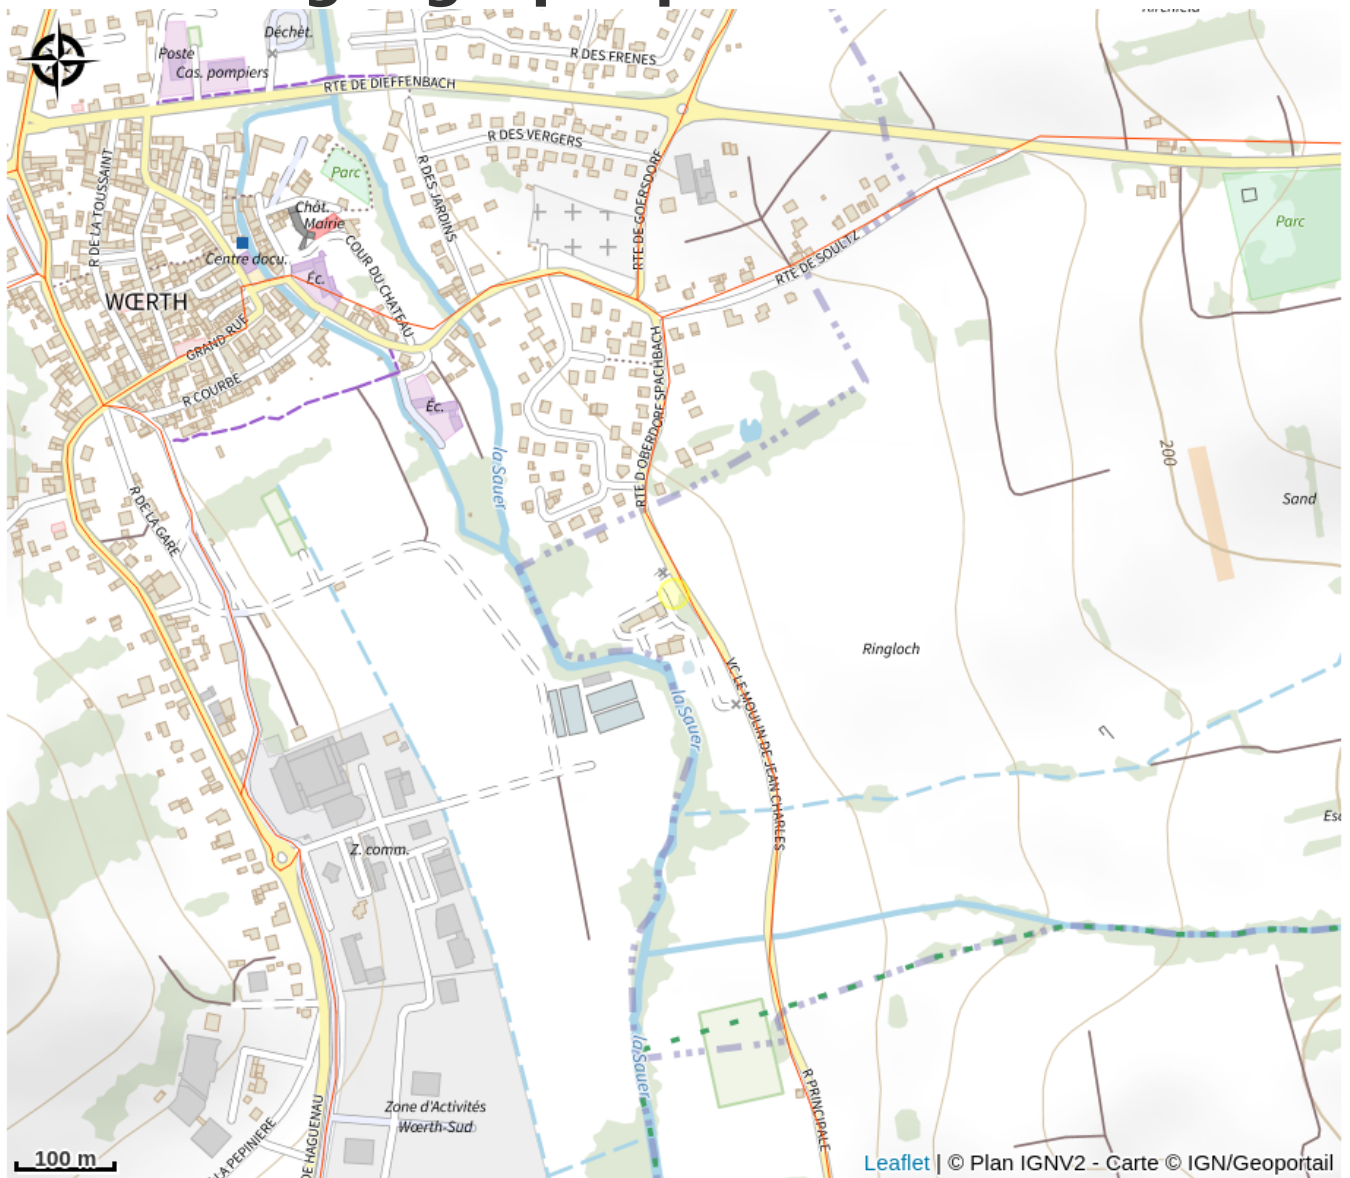 Déchèt.
Poste
Cas. pompiers
R DES FRENES
RTE DE DIEFFENBACH
R DES VERGERS
R DE LA TOUSSAINT
Parc
R DES JARDINS
RTE DE GOERSDORF
Chât.
Mairie
Parc
COUR DU CHATEAU
Centre docu.
RTE DE SOULTZ
Éc.
WŒRTH
GRAND RUE
R COURBE
RTE D OBERDORF SPACHBACH
Éc.
200
la Sauer
Sand
R DE LA GARE
Ringloch
la Sauer
VC LE MOULIN DE JEAN CHARLES
Z. comm.
la Sauer
R PRINCIPALE
Zone d'Activités
Wœrth-Sud
DE HAGUENAU
LA PEPINIERE
100 m
Leaflet | © Plan IGNV2 - Carte © IGN/Geoportail